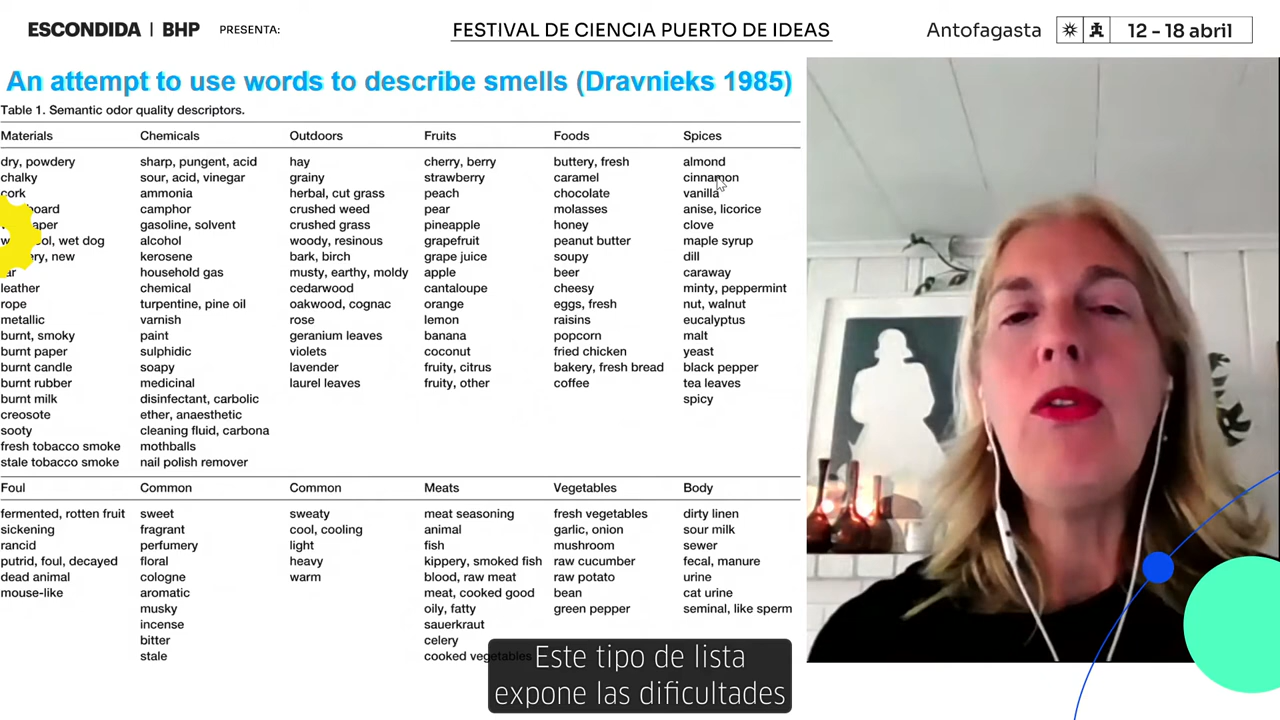 ESCONDIDA | BHP PRESENTA:
FESTIVAL DE CIENCIA PUERTO DE IDEAS
Antofagasta 12 – 18 abril
An attempt to use words to describe smells (Dravnieks 1985)
Table 1. Semantic odor quality descriptors.
Materials
dry, powdery
chalky
cork
board
aper
ol, wet dog
ery, new
tar
leather
rope
metallic
burnt, smoky
burnt paper
burnt candle
burnt rubber
burnt milk
creosote
sooty
fresh tobacco smoke
stale tobacco smoke
Chemicals
sharp, pungent, acid
sour, acid, vinegar
ammonia
camphor
gasoline, solvent
alcohol
kerosene
household gas
chemical
turpentine, pine oil
varnish
paint
sulphidic
soapy
medicinal
disinfectant, carbolic
ether, anaesthetic
cleaning fluid, carbona
mothballs
nail polish remover
Outdoors
hay
grainy
herbal, cut grass
crushed weed
crushed grass
woody, resinous
bark, birch
musty, earthy, moldy
cedarwood
oakwood, cognac
rose
geranium leaves
violets
lavender
laurel leaves
Fruits
cherry, berry
strawberry
peach
pear
pineapple
grapefruit
grape juice
apple
cantaloupe
orange
lemon
banana
coconut
fruity, citrus
fruity, other
Foods
buttery, fresh
caramel
chocolate
molasses
honey
peanut butter
soupy
beer
cheesy
eggs, fresh
raisins
popcorn
fried chicken
bakery, fresh bread
coffee
Spices
almond
cinnamon
vanilla
anise, licorice
clove
maple syrup
dill
caraway
minty, peppermint
nut, walnut
eucalyptus
malt
yeast
black pepper
tea leaves
spicy
Foul
fermented, rotten fruit
sickening
rancid
putrid, foul, decayed
dead animal
mouse-like
Common
sweet
fragrant
perfumery
floral
cologne
aromatic
musky
incense
bitter
stale
Common
sweaty
cool, cooling
light
heavy
warm
Meats
meat seasoning
animal
fish
kippery, smoked fish
blood, raw meat
meat, cooked good
oily, fatty
sauerkraut
celery
cooked vegetables
Vegetables
fresh vegetables
garlic, onion
mushroom
raw cucumber
raw potato
bean
green pepper
Body
dirty linen
sour milk
sewer
fecal, manure
urine
cat urine
seminal, like sperm
Este tipo de lista
expone las dificultades